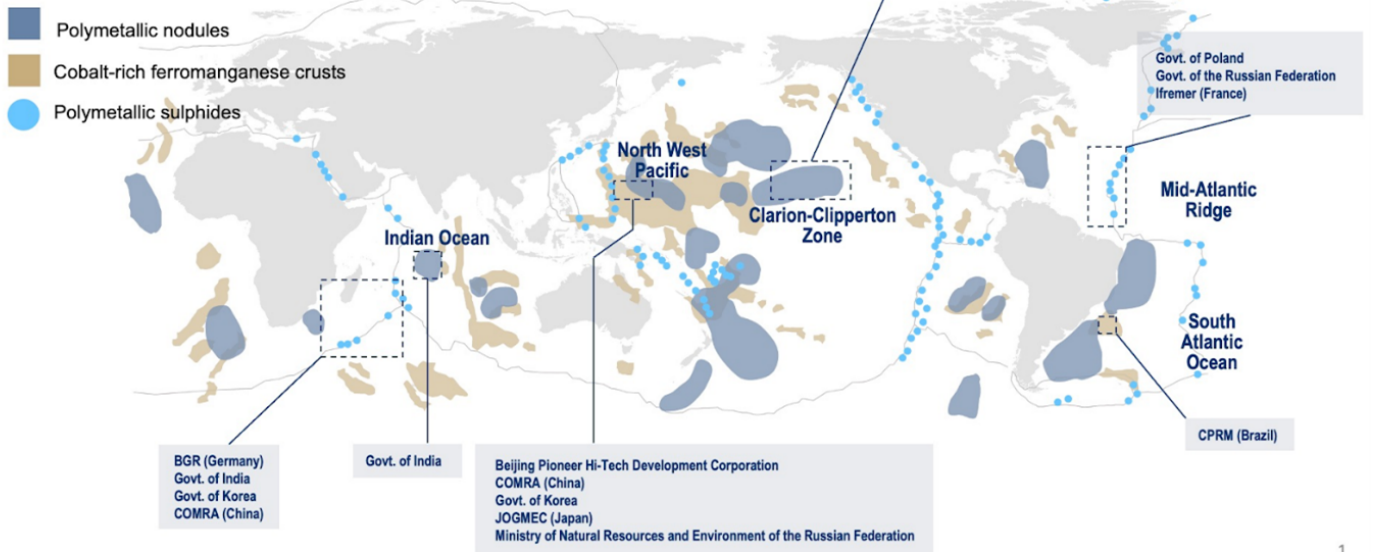 Polymetallic nodules
Cobalt-rich ferromanganese crusts
Polymetallic sulphides
Govt. of Poland
Govt. of the Russian Federation
Ifremer (France)
North West
Pacific
Clarion-Clipperton
Zone
Mid-Atlantic
Ridge
Indian Ocean
South
Atlantic
Ocean
CPRM (Brazil)
BGR (Germany)
Govt. of India
Govt. of Korea
COMRA (China)
Govt. of India
Beijing Pioneer Hi-Tech Development Corporation
COMRA (China)
Govt. of Korea
JOGMEC (Japan)
Ministry of Natural Resources and Environment of the Russian Federation